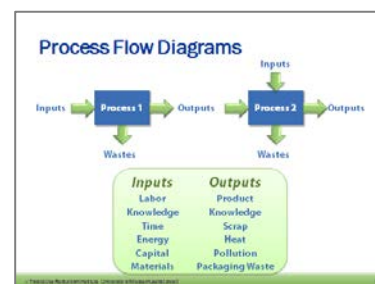 Process Flow Diagrams
Inputs
Inputs Process 1 Outputs Process 2 Outputs
Wastes Wastes
Inputs Outputs
Labor Product
Knowledge Knowledge
Time Scrap
Energy Heat
Capital Pollution
Materials Packaging Waste